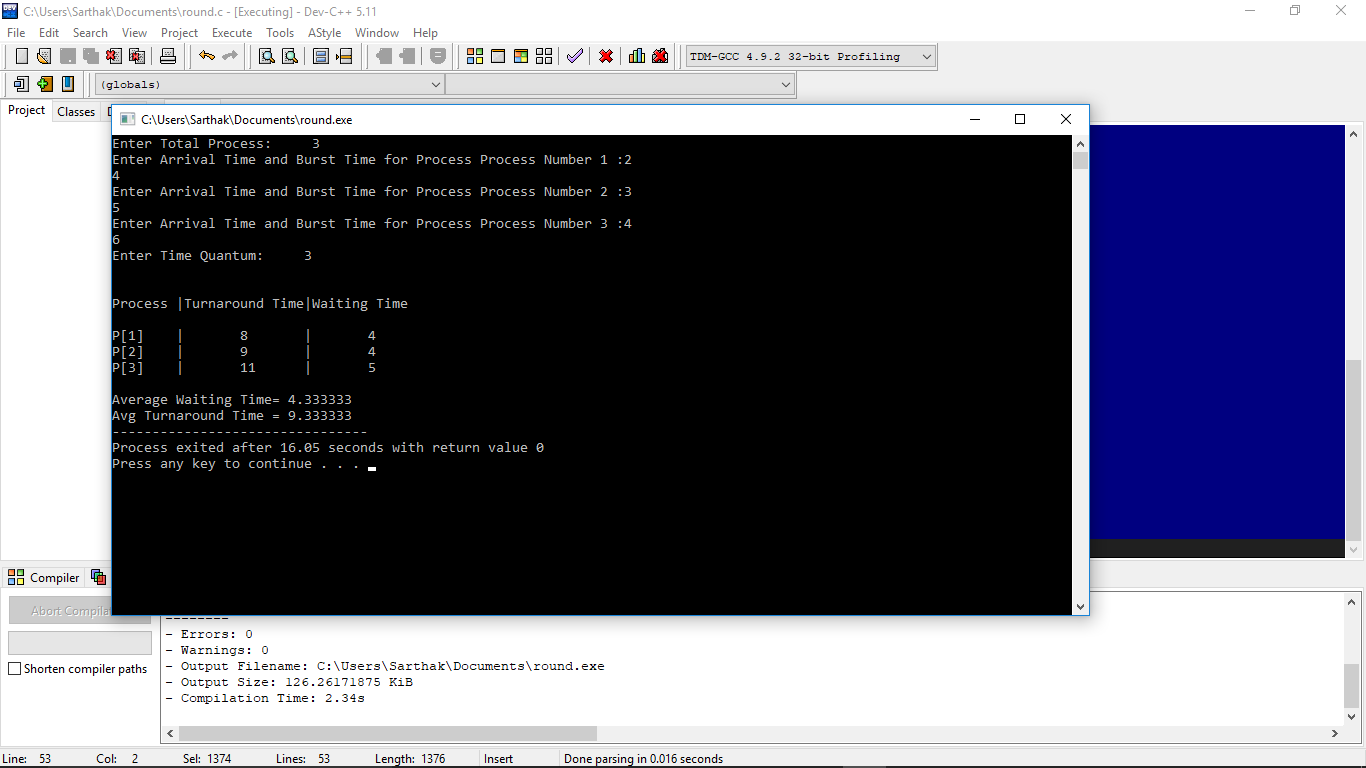 C:\Users\Sarthak\Documents\round.c - [Executing] - Dev-C++ 5.11
File Edit Search View Project Execute Tools AStyle Window Help
TDM-GCC 4.9.2 32-bit Profiling
(globals)
Project Classes
C:\Users\Sarthak\Documents\round.exe
Enter Total Process: 3
Enter Arrival Time and Burst Time for Process Process Number 1 :2
4
Enter Arrival Time and Burst Time for Process Process Number 2 :3
5
Enter Arrival Time and Burst Time for Process Process Number 3 :4
6
Enter Time Quantum: 3
Process |Turnaround Time|Waiting Time
P[1] | 8 | 4
P[2] | 9 | 4
P[3] | 11 | 5
Average Waiting Time= 4.333333
Avg Turnaround Time = 9.333333
--------------------------------
Process exited after 16.05 seconds with return value 0
Press any key to continue . . .
Compiler
Abort Compila
Shorten compiler paths
--------
- Errors: 0
- Warnings: 0
- Output Filename: C:\Users\Sarthak\Documents\round.exe
- Output Size: 126.26171875 KiB
- Compilation Time: 2.34s
Line: 53 Col: 2 Sel: 1374 Lines: 53 Length: 1376 Insert Done parsing in 0.016 seconds